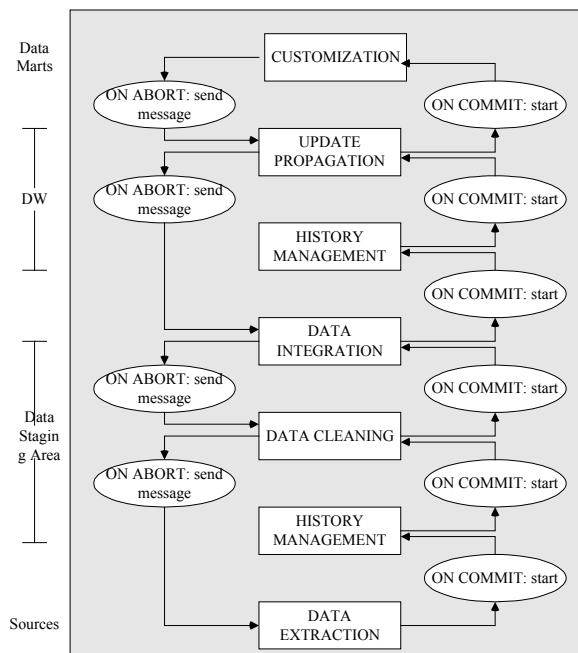 Data
Marts
CUSTOMIZATION
ON ABORT: send
message
ON COMMIT: start
UPDATE
PROPAGATION
DW
ON ABORT: send
message
ON COMMIT: start
HISTORY
MANAGEMENT
ON COMMIT: start
DATA
INTEGRATION
ON ABORT: send
message
ON COMMIT: start
Data
Stagin
g Area
DATA CLEANING
ON ABORT: send
message
ON COMMIT: start
HISTORY
MANAGEMENT
ON COMMIT: start
Sources
DATA
EXTRACTION